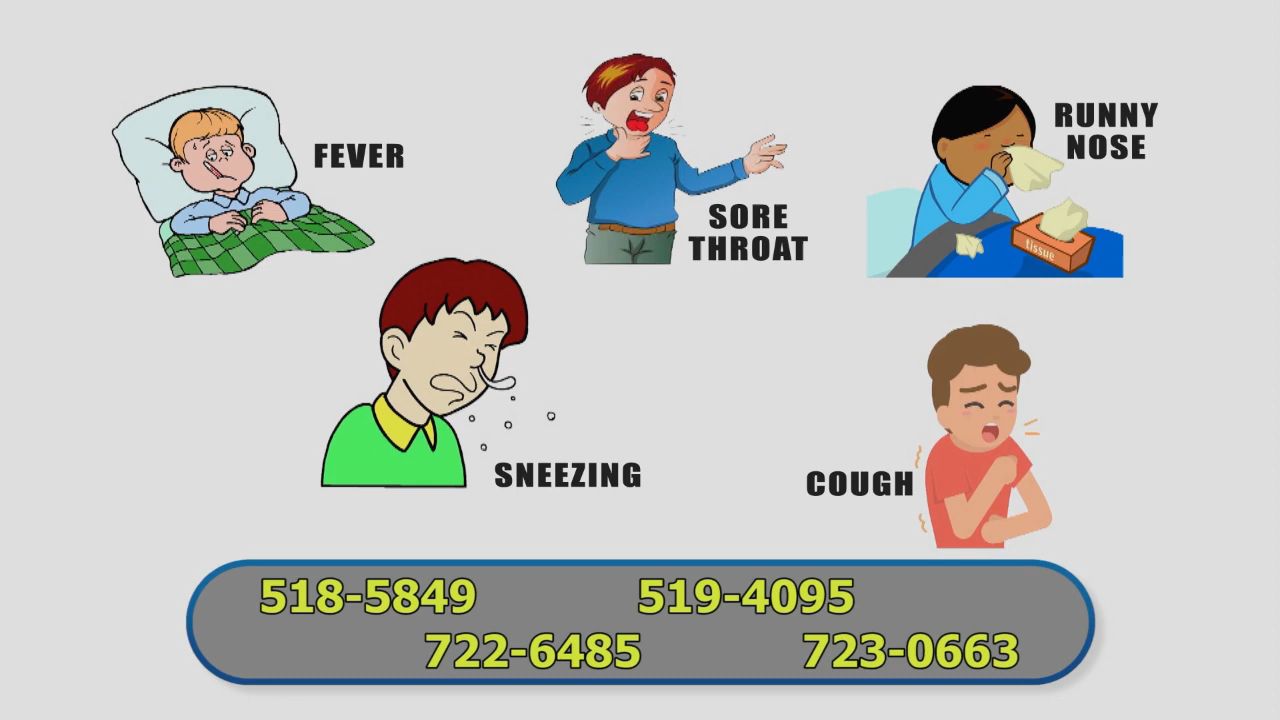 FEVER
SORE
THROAT
RUNNY
NOSE
tissue
SNEEZING
COUGH
518-5849
519-4095
722-6485
723-0663